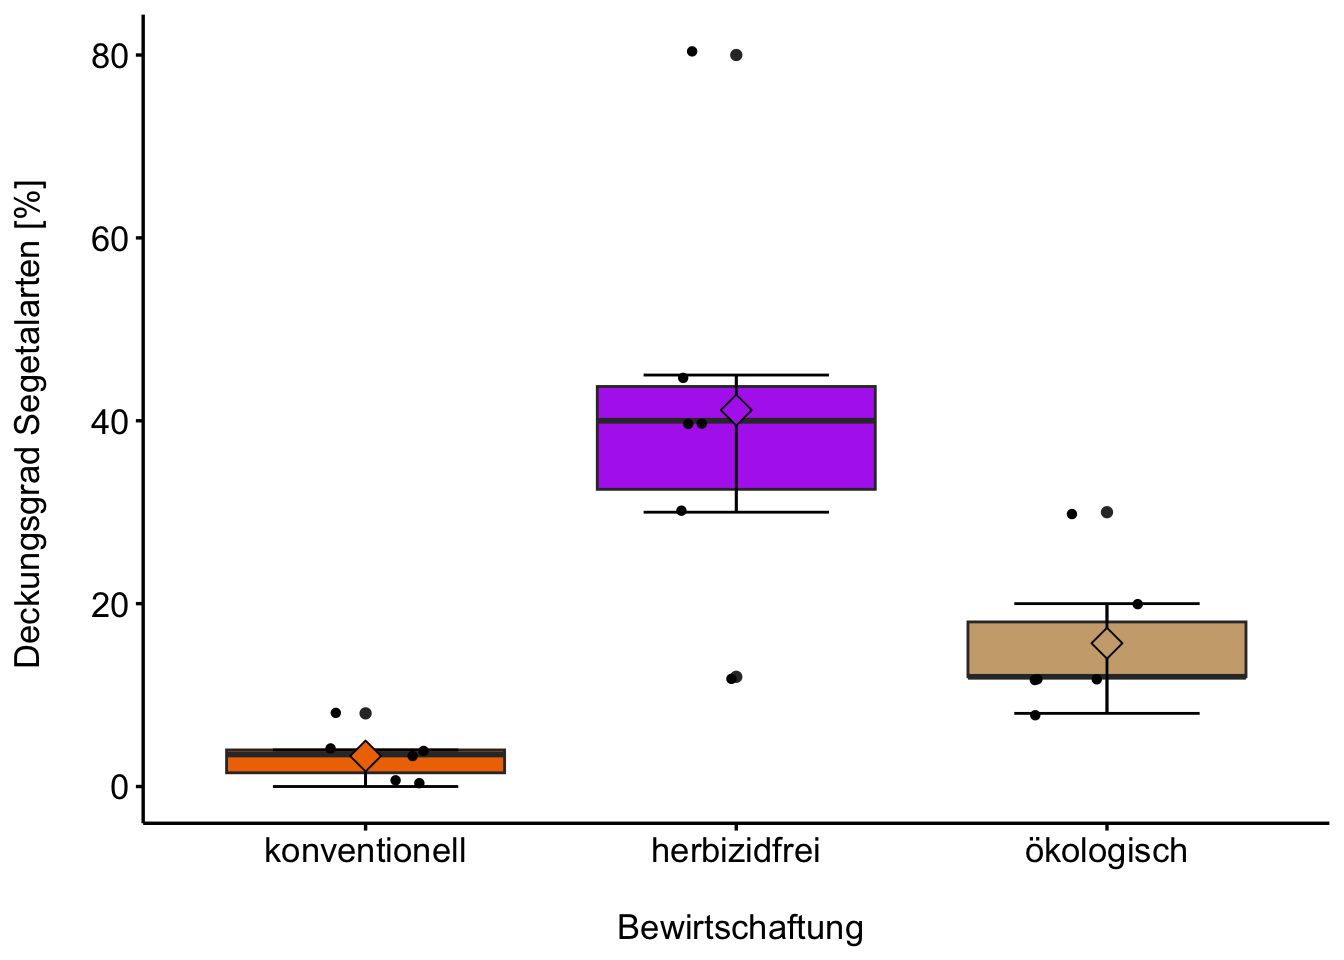 Deckungsgrad Segetalarten [%]
80
60
40
20
0
konventionell
herbizidfrei
ökologisch
Bewirtschaftung